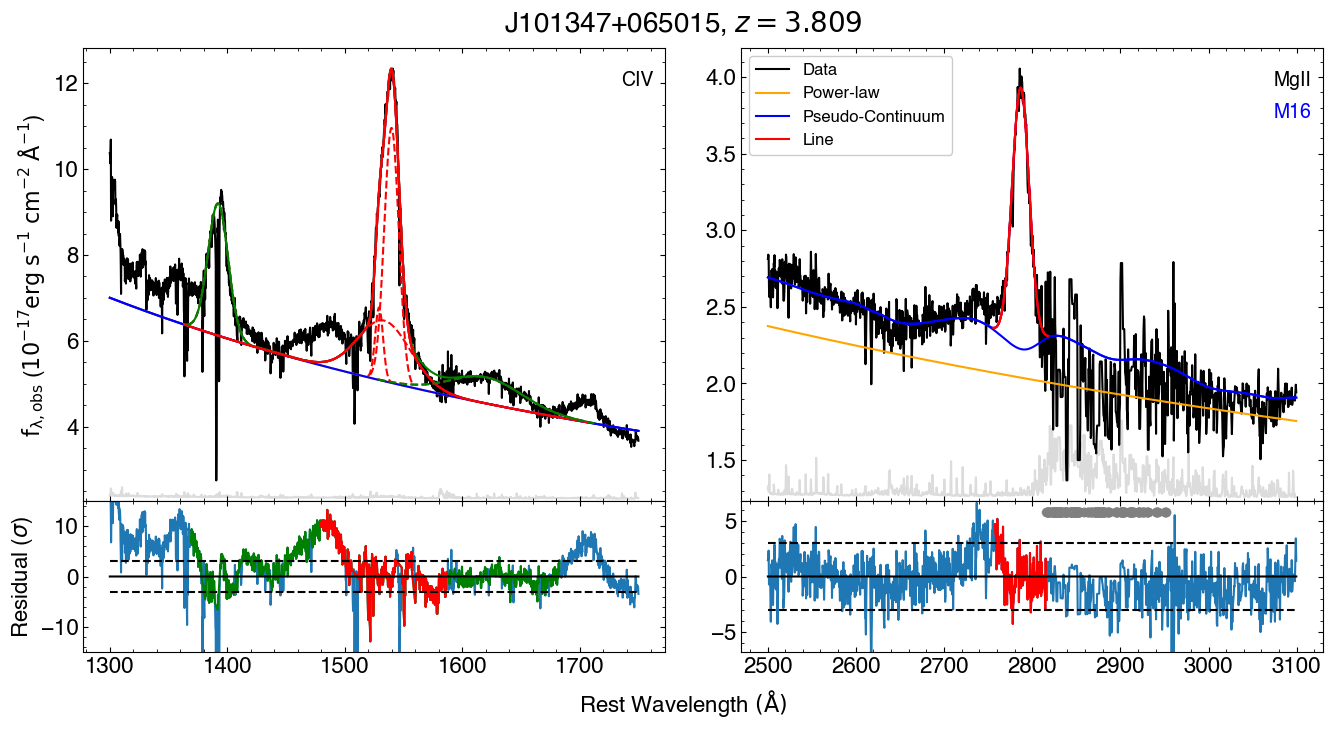 J101347+065015, z = 3.809
CIV
12
10
8
6
4
f_λ,obs (10⁻¹⁷erg s⁻¹ cm⁻² Å⁻¹)
Data
Power-law
Pseudo-Continuum
Line
MgII
M16
4.0
3.5
3.0
2.5
2.0
1.5
10
0
−10
Residual (σ)
5
0
−5
1300 1400 1500 1600 1700
2500 2600 2700 2800 2900 3000 3100
Rest Wavelength (Å)